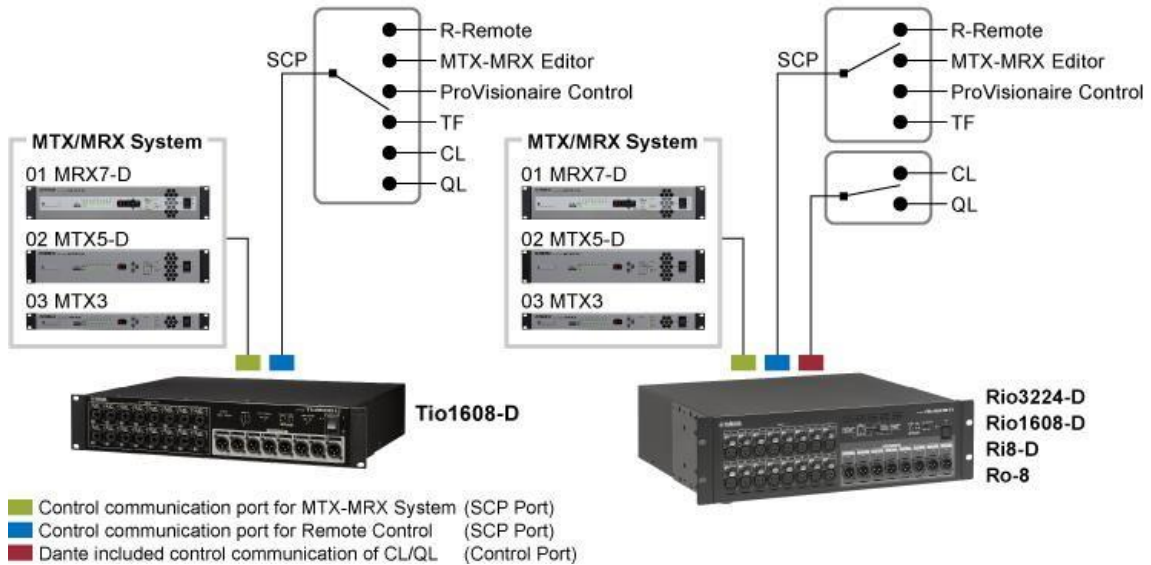 R-Remote
SCP
MTX-MRX Editor
ProVisionaire Control
TF
CL
QL
MTX/MRX System
01 MRX7-D
02 MTX5-D
03 MTX3
Tio1608-D
R-Remote
SCP
MTX-MRX Editor
ProVisionaire Control
TF
CL
QL
MTX/MRX System
01 MRX7-D
02 MTX5-D
03 MTX3
Rio3224-D
Rio1608-D
Ri8-D
Ro-8
Control communication port for MTX-MRX System (SCP Port)
Control communication port for Remote Control (SCP Port)
Dante included control communication of CL/QL (Control Port)